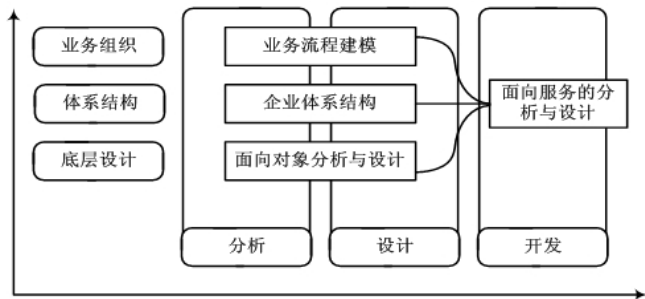 业务组织
业务流程建模
体系结构
企业体系结构
面向服务的分
析与设计
底层设计
面向对象分析与设计
分析
设计
开发